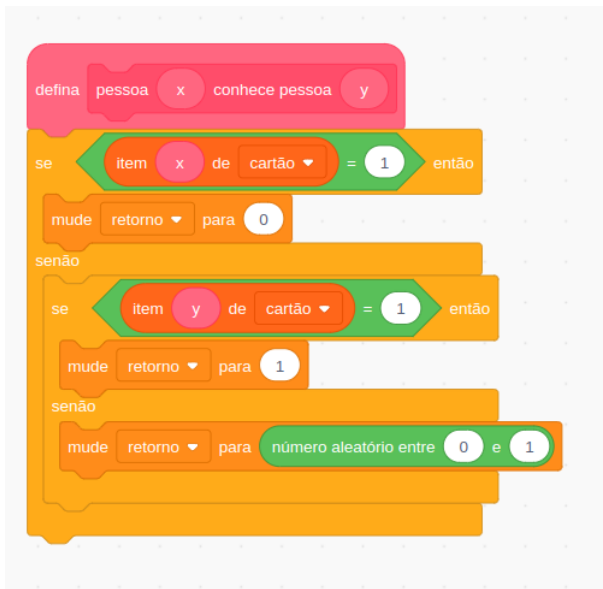 defina pessoa x conhece pessoa y
se item x de cartão = 1 então
mude retorno para 0
senão
se item y de cartão = 1 então
mude retorno para 1
senão
mude retorno para número aleatório entre 0 e 1